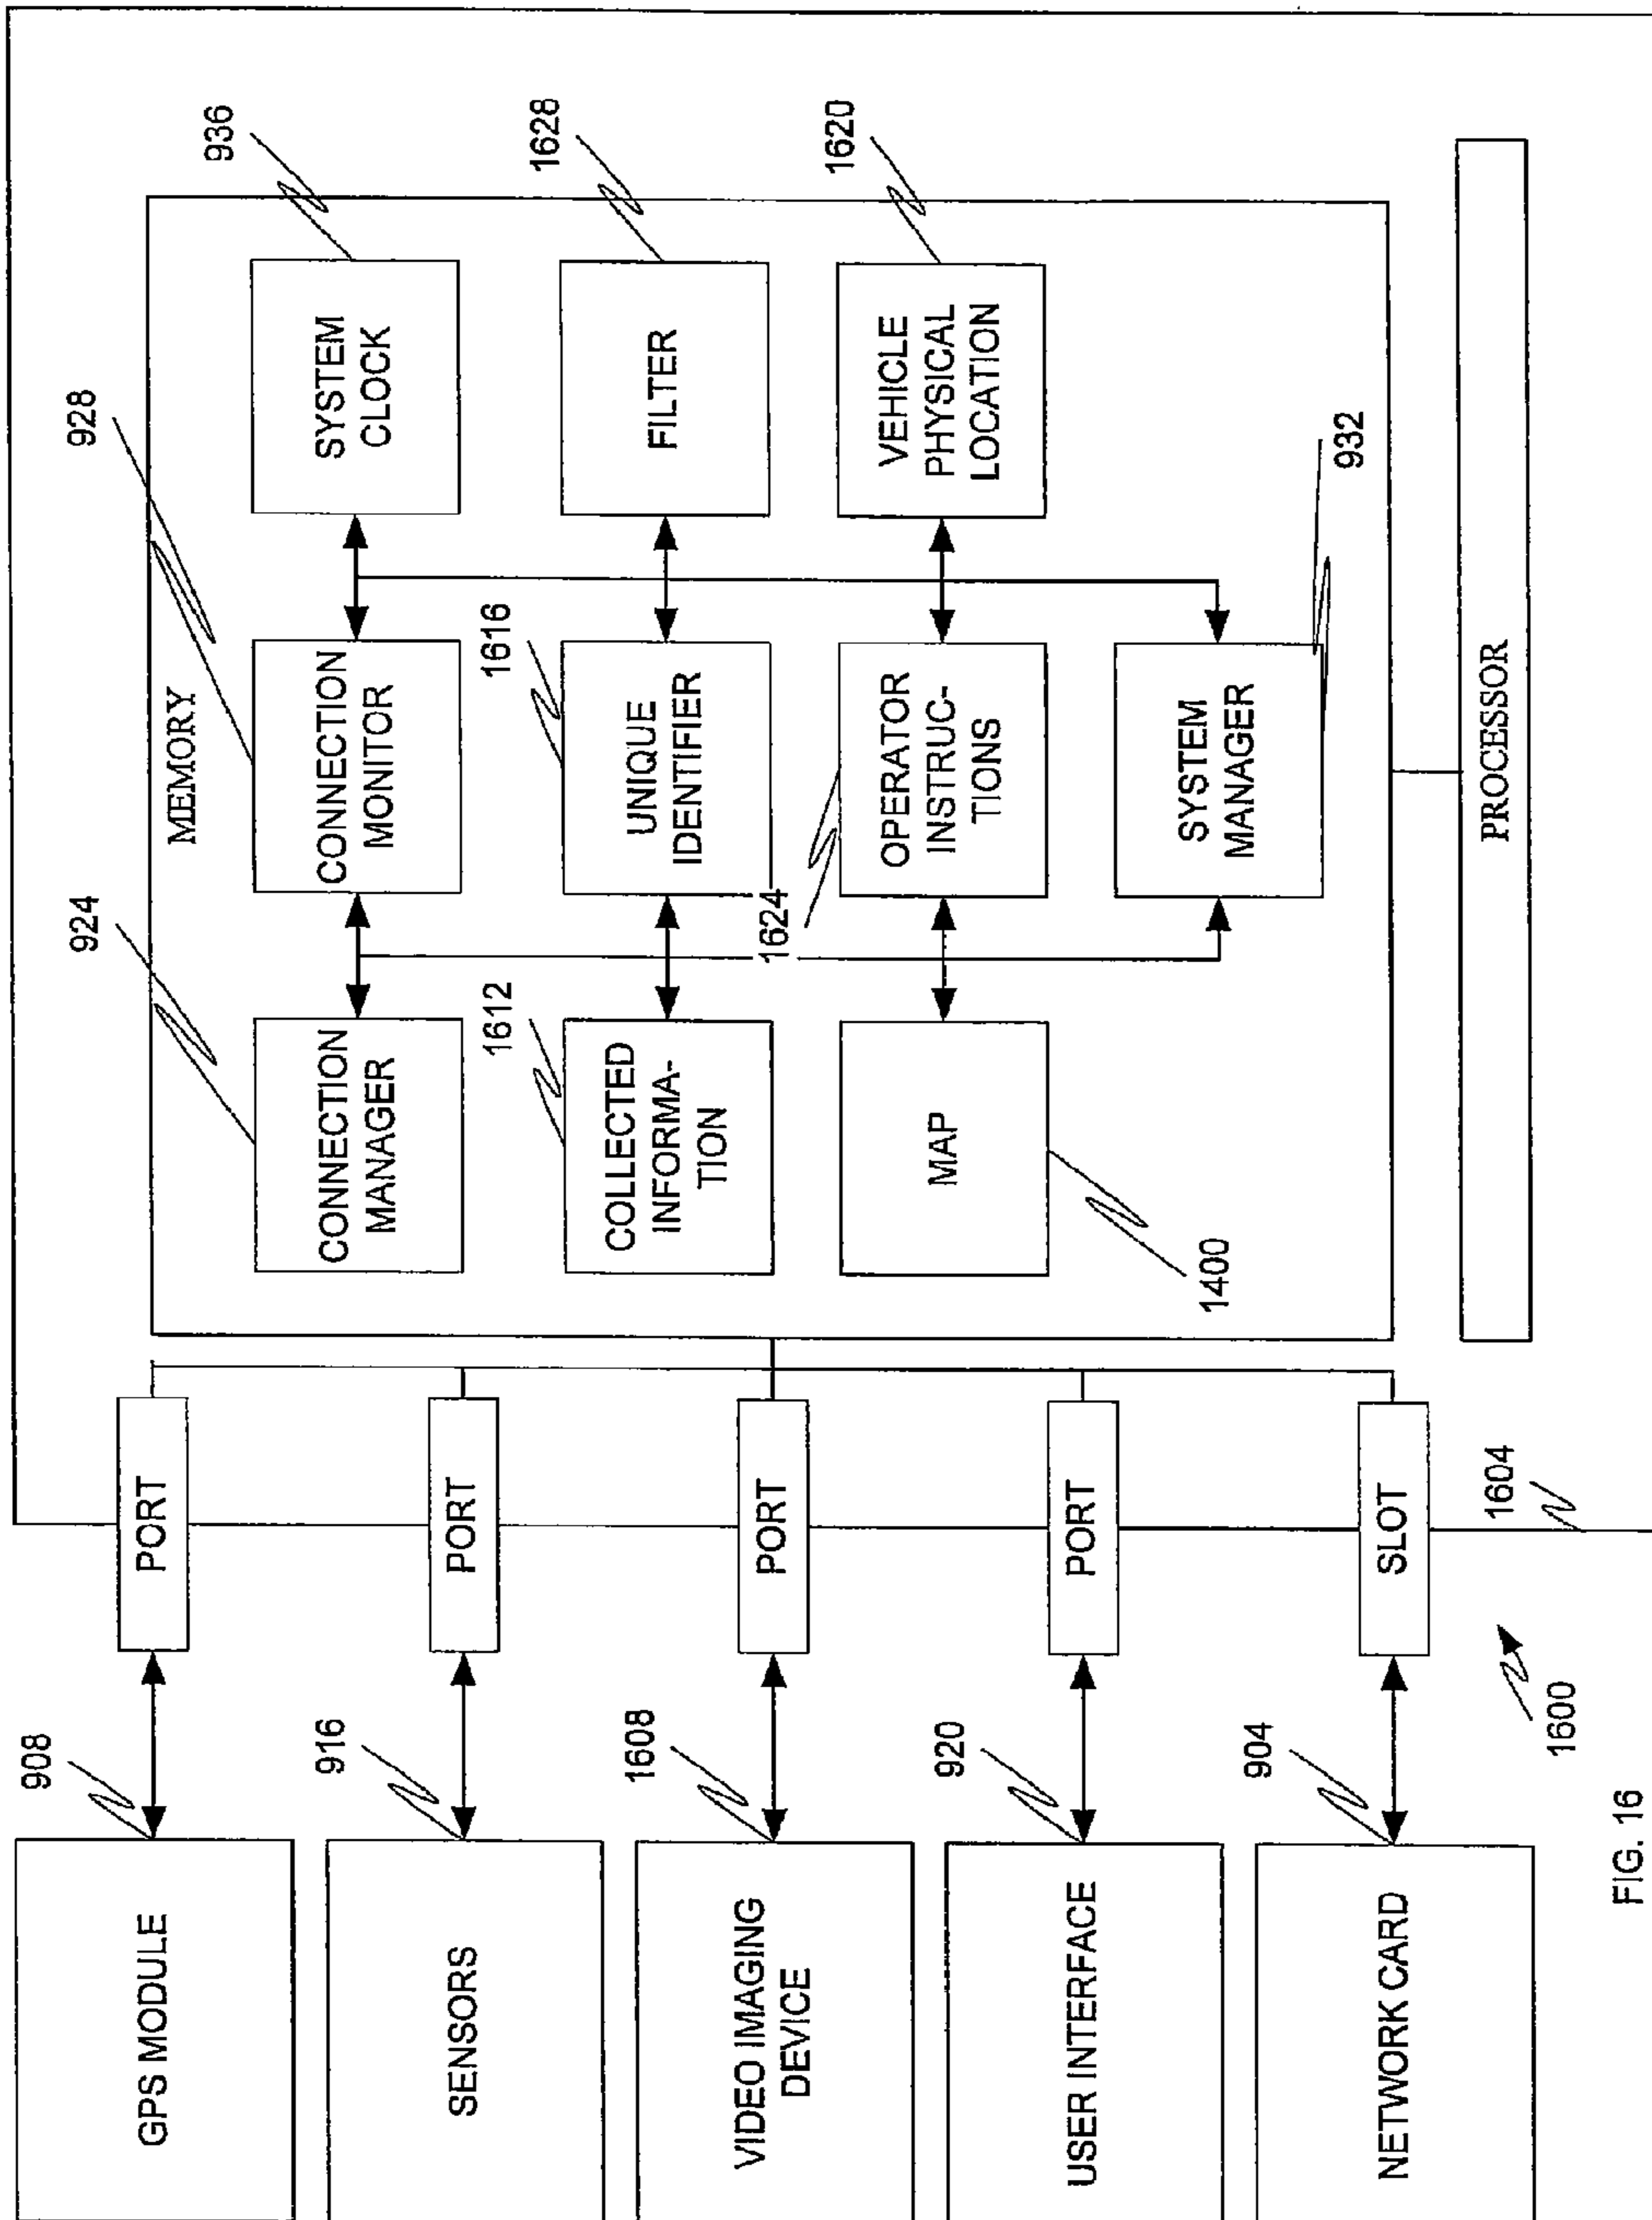 GPS MODULE
908
PORT
SENSORS
916
PORT
VIDEO IMAGING
DEVICE
1608
PORT
USER INTERFACE
920
PORT
NETWORK CARD
904
SLOT
1600
1604
MEMORY
924
CONNECTION
MANAGER
928
CONNECTION
MONITOR
936
SYSTEM
CLOCK
1612
COLLECTED
INFORMA-
TION
1616
UNIQUE
IDENTIFIER
1628
FILTER
1624
MAP
1400
OPERATOR
INSTRUC-
TIONS
1620
VEHICLE
PHYSICAL
LOCATION
SYSTEM
MANAGER
932
PROCESSOR
FIG. 16